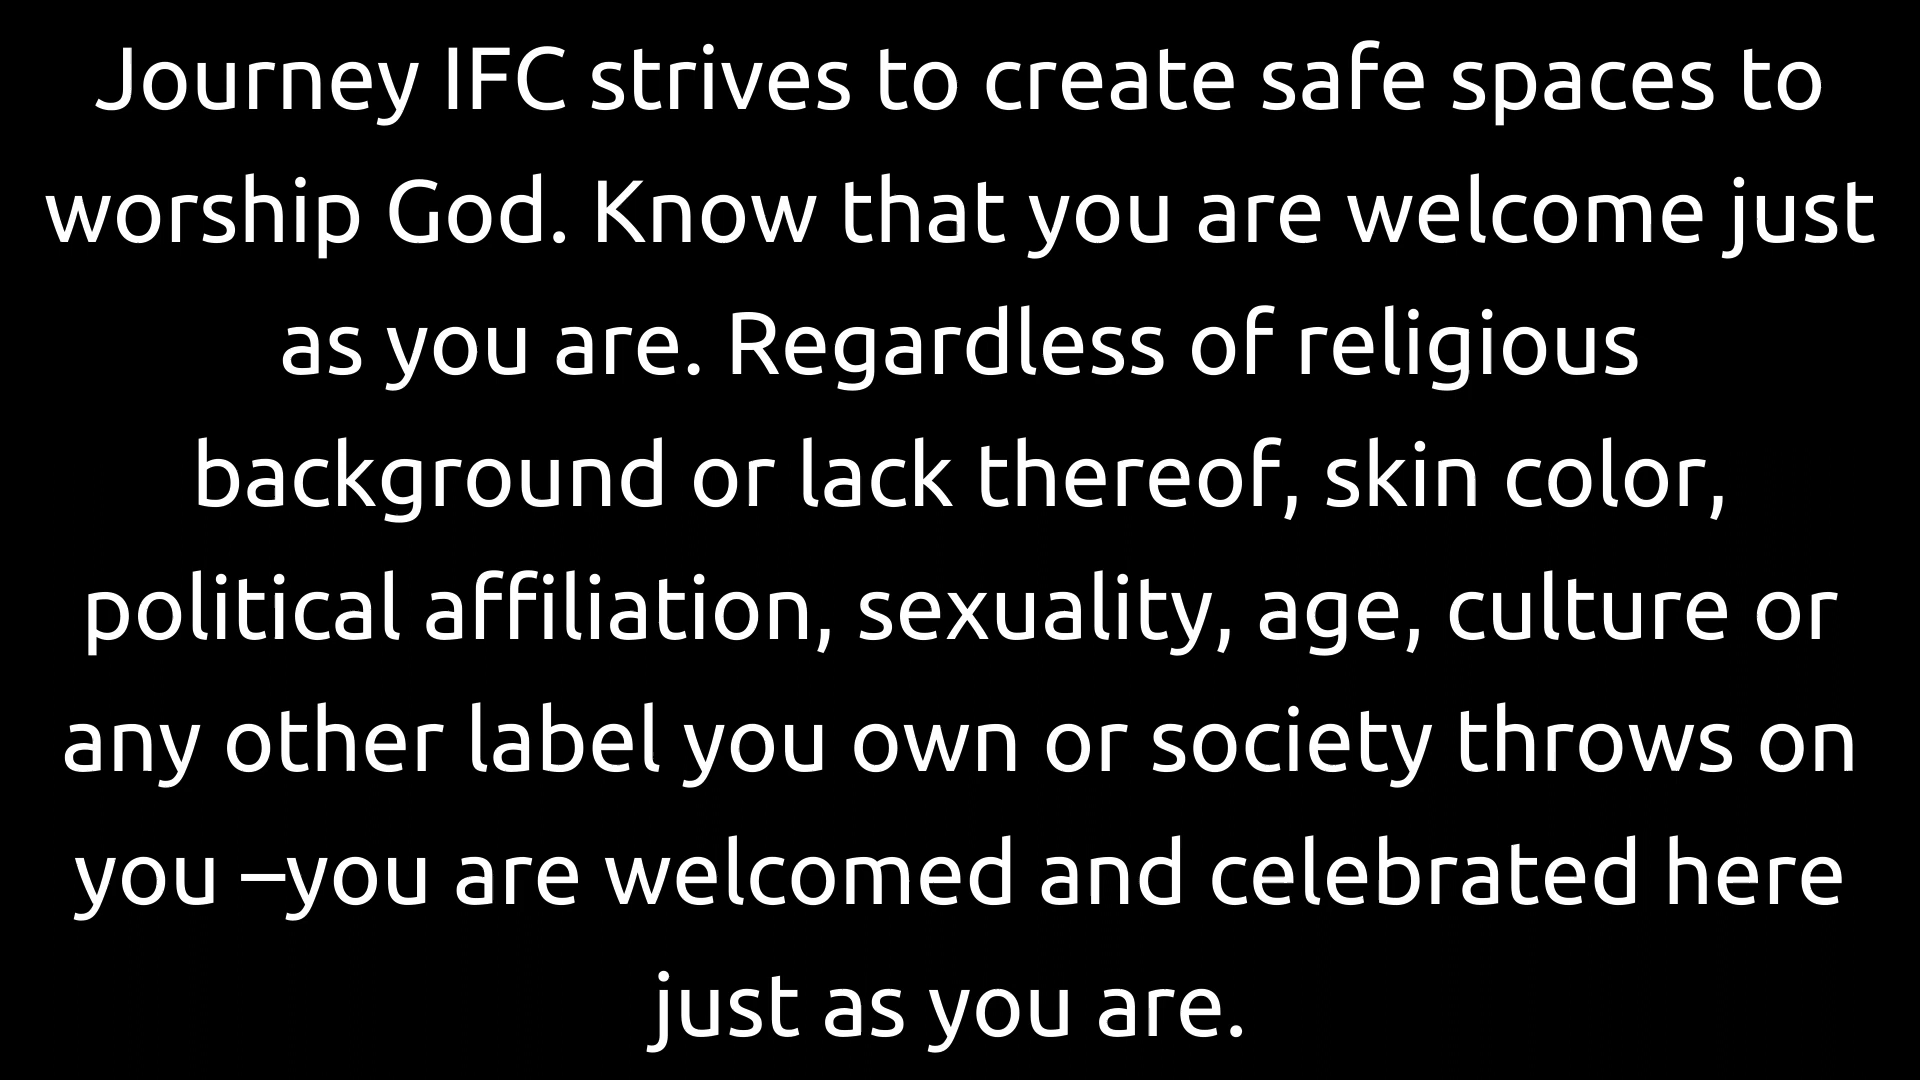 Journey IFC strives to create safe spaces to
worship God. Know that you are welcome just
as you are. Regardless of religious
background or lack thereof, skin color,
political affiliation, sexuality, age, culture or
any other label you own or society throws on
you –you are welcomed and celebrated here
just as you are.